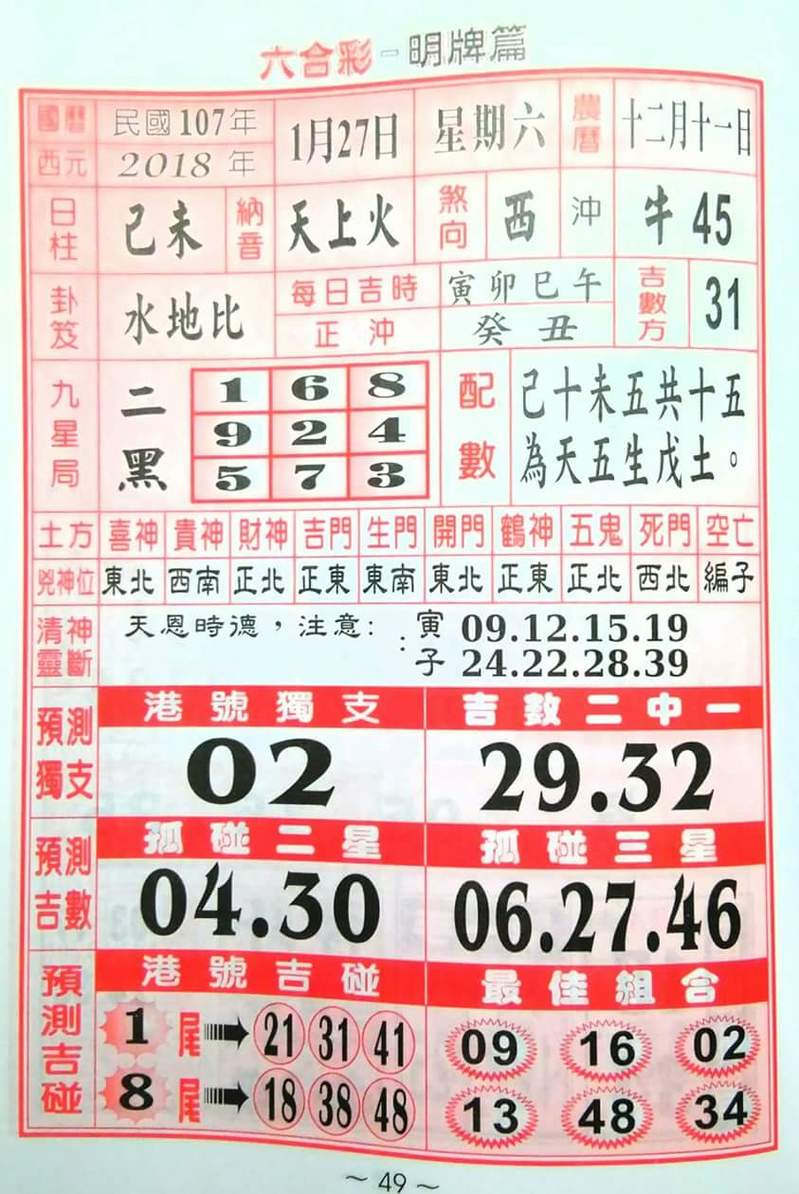 六合彩-明牌篇
國曆 民國107年 1月27日 星期六 農曆 十二月十一日
西元 2018年
日柱 己未 納音 天上火 煞向 西 沖 牛 45
卦笈 水地比 每日吉時 寅卯巳午 吉數方 31
正沖 癸丑
九星局 二黑 1 6 8
9 2 4
5 7 3
配數 己十未五共十五
為天五生戊土。
土方 喜神 貴神 財神 吉門 生門 開門 鶴神 五鬼 死門 空亡
兇神位 東北 西南 正北 正東 東南 東北 正東 正北 西北 編子
清神靈斷 天恩時德,注意: : 寅 09.12.15.19
子 24.22.28.39
預測獨支 港號獨支 吉數二中一
02 29.32
預測吉數 孤碰二星 孤碰三星
04.30 06.27.46
預測吉碰 港號吉碰 最佳組合
1尾 21 31 41 09 16 02
8尾 18 38 48 13 48 34
~ 49 ~